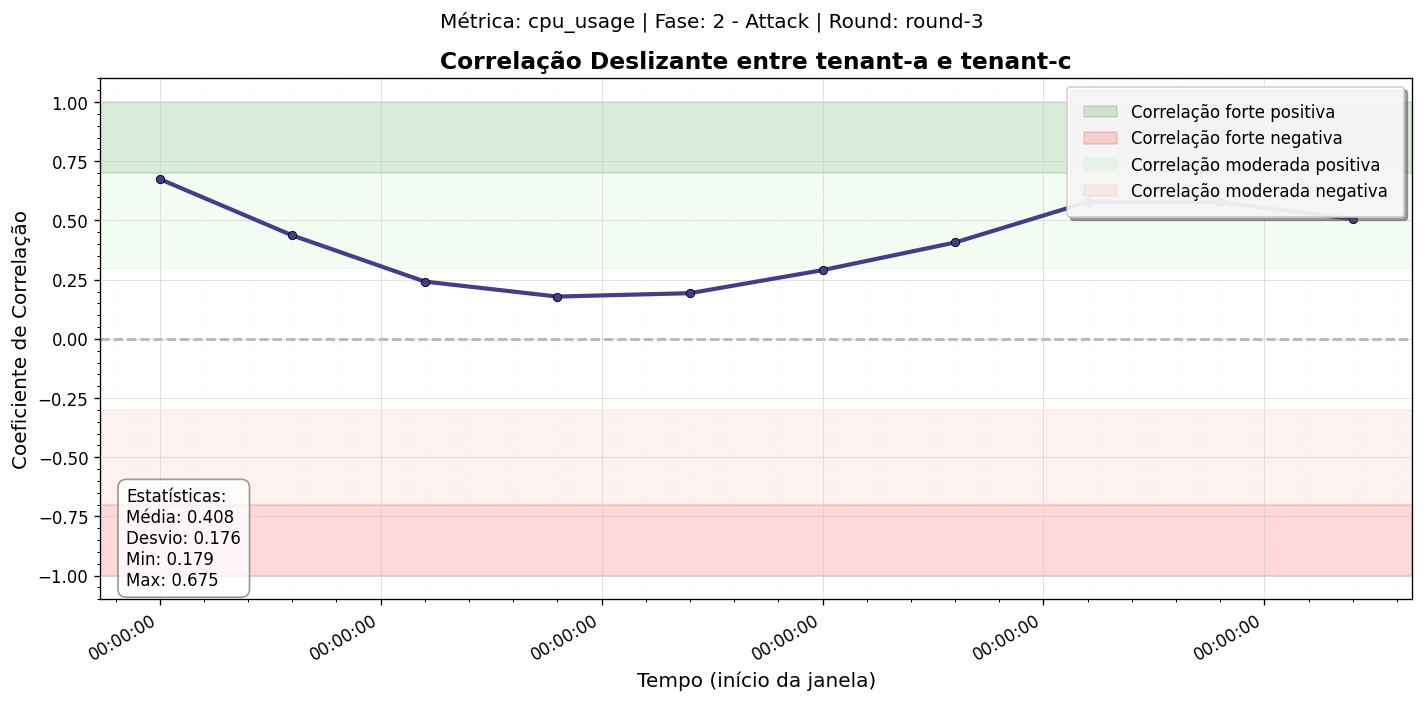 Métrica: cpu_usage | Fase: 2 - Attack | Round: round-3
Correlação Deslizante entre tenant-a e tenant-c
Coeficiente de Correlação
1.00
0.75
0.50
0.25
0.00
−0.25
−0.50
−0.75
−1.00
Correlação forte positiva
Correlação forte negativa
Correlação moderada positiva
Correlação moderada negativa
Estatísticas:
Média: 0.408
Desvio: 0.176
Min: 0.179
Max: 0.675
00:00:00
00:00:00
00:00:00
00:00:00
00:00:00
00:00:00
Tempo (início da janela)